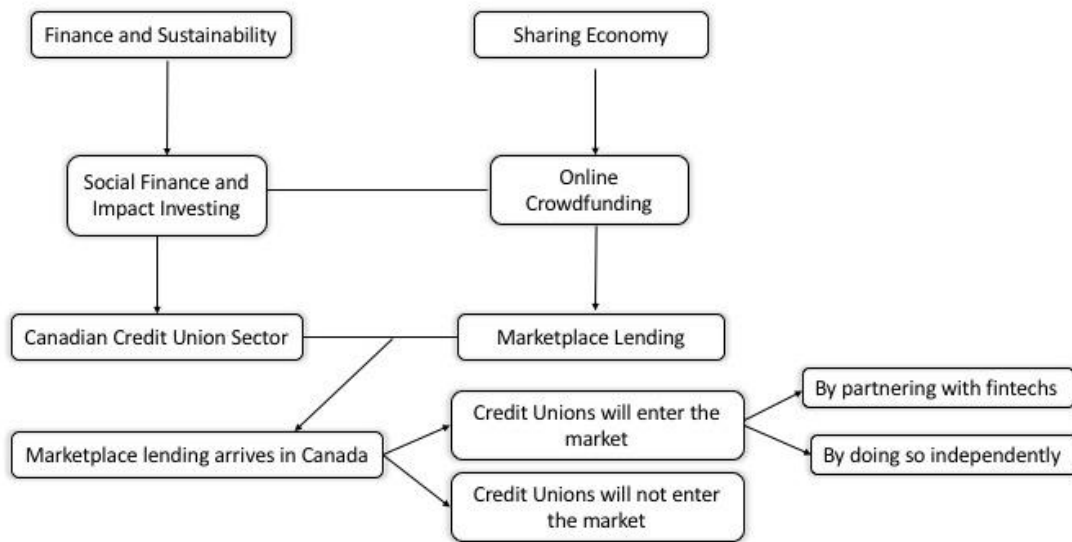 Finance and Sustainability
Sharing Economy
Social Finance and
Impact Investing
Online
Crowdfunding
Canadian Credit Union Sector
Marketplace Lending
By partnering with fintechs
Credit Unions will enter the
market
Marketplace lending arrives in Canada
By doing so independently
Credit Unions will not enter
the market